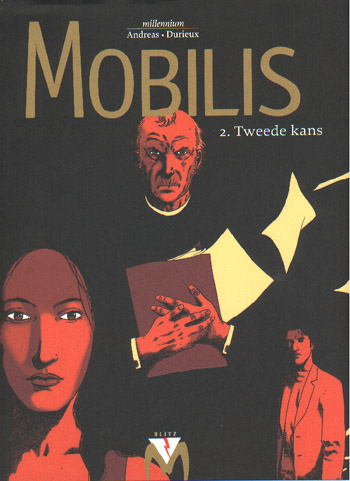 millennium
Andreas • Durieux
MOBILIS
2. Tweede kans
BLITZ
M